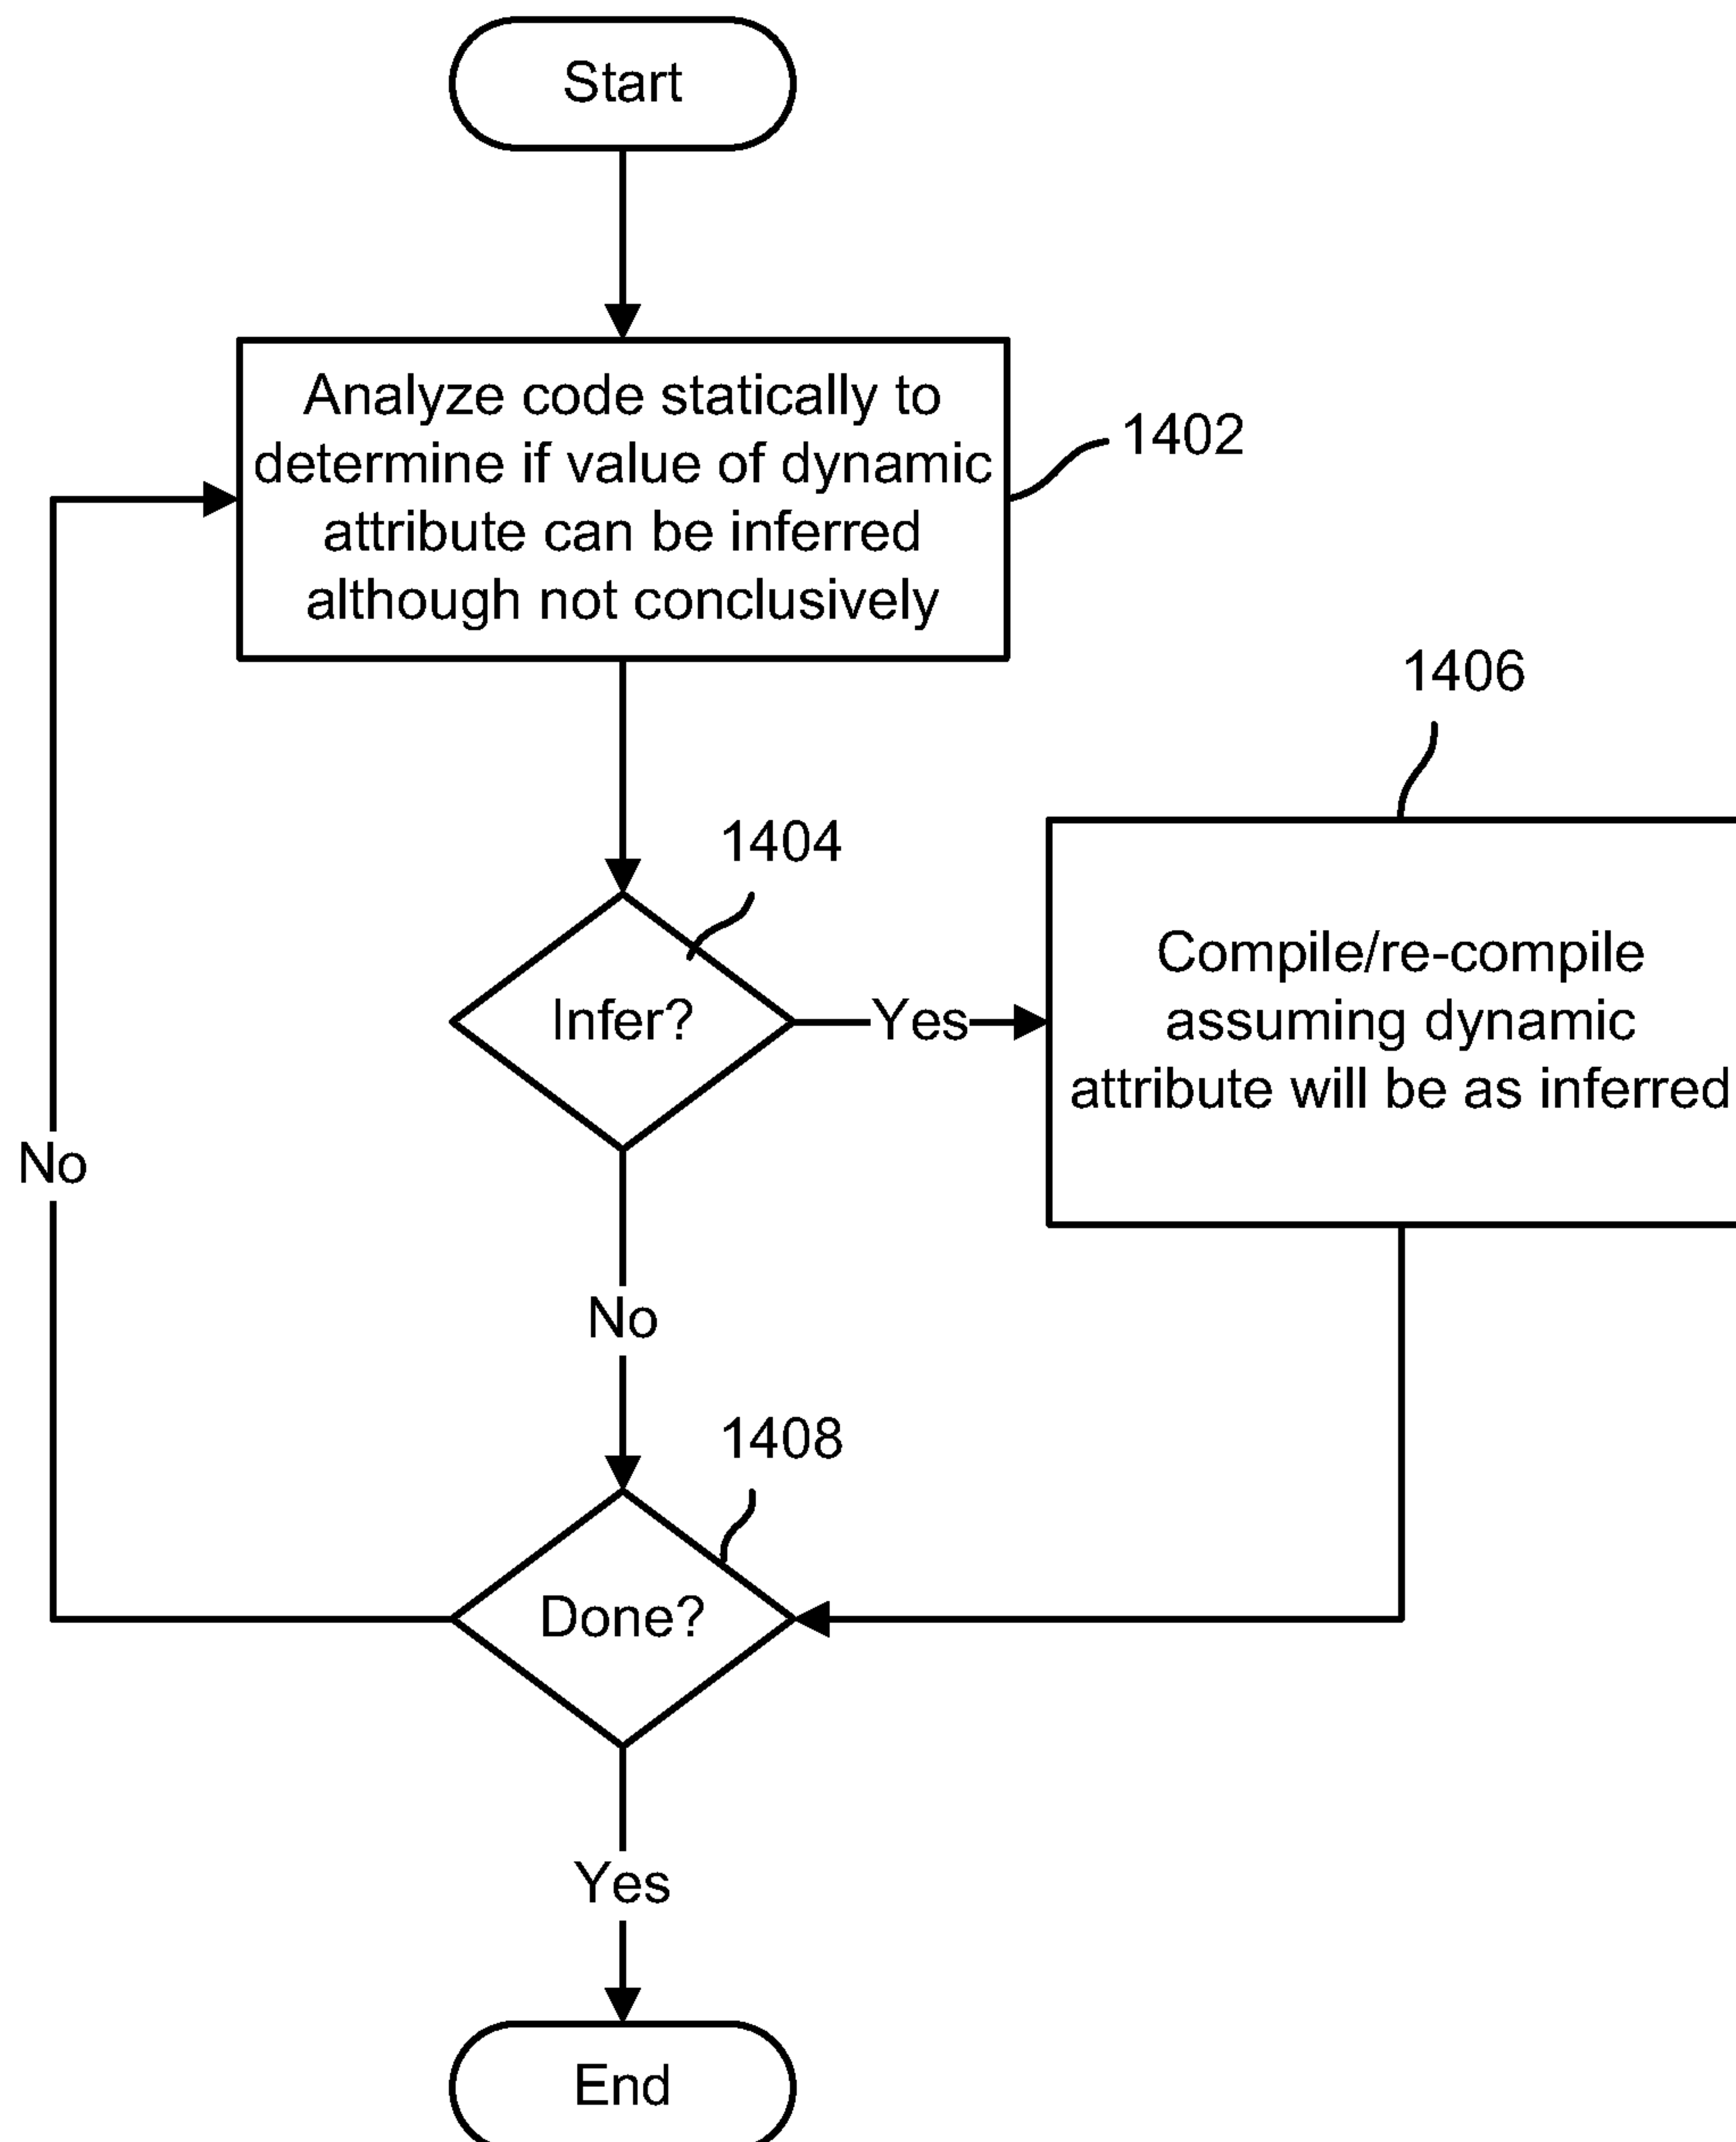 Start
Analyze code statically to
determine if value of dynamic
attribute can be inferred
although not conclusively
1402
1406
1404
Infer?
Yes
Compile/re-compile
assuming dynamic
attribute will be as inferred
No
No
1408
Done?
Yes
End